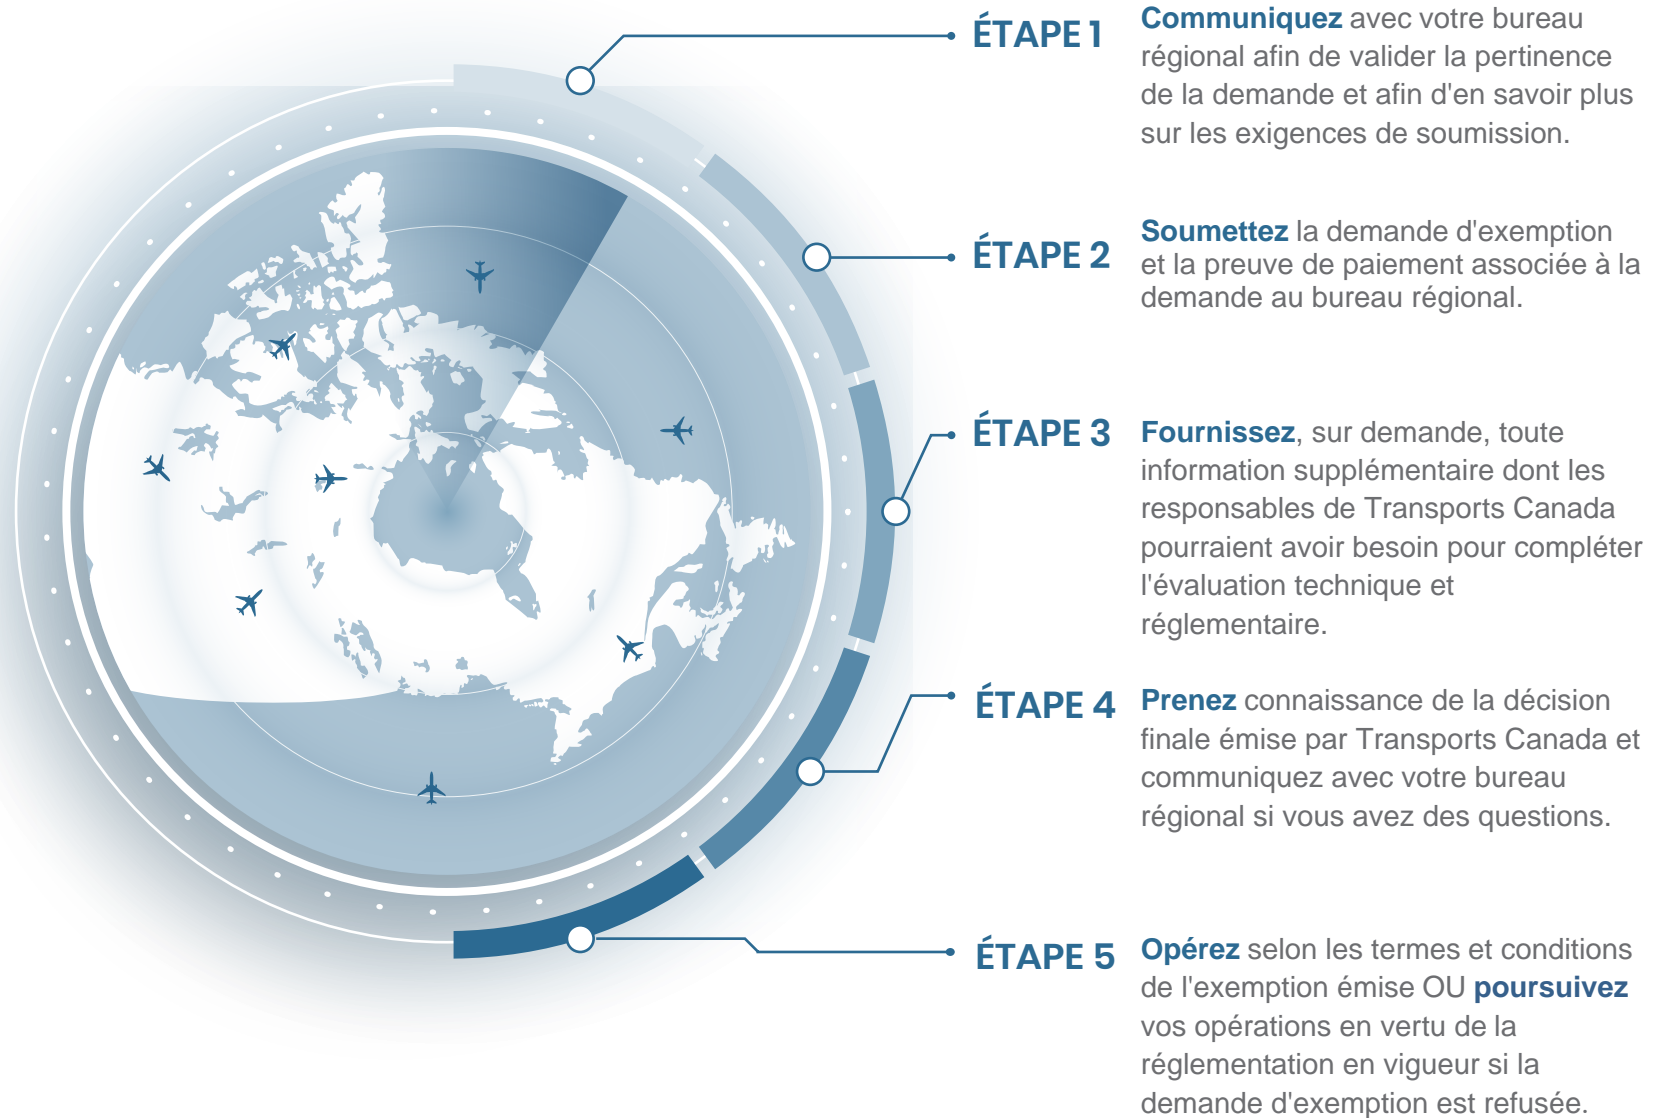 ÉTAPE 1
Communiquez avec votre bureau
régional afin de valider la pertinence
de la demande et afin d'en savoir plus
sur les exigences de soumission.
ÉTAPE 2
Soumettez la demande d'exemption
et la preuve de paiement associée à la
demande au bureau régional.
ÉTAPE 3
Fournissez, sur demande, toute
information supplémentaire dont les
responsables de Transports Canada
pourraient avoir besoin pour compléter
l'évaluation technique et
réglementaire.
ÉTAPE 4
Prenez connaissance de la décision
finale émise par Transports Canada et
communiquez avec votre bureau
régional si vous avez des questions.
ÉTAPE 5
Opérez selon les termes et conditions
de l'exemption émise OU poursuivez
vos opérations en vertu de la
réglementation en vigueur si la
demande d'exemption est refusée.